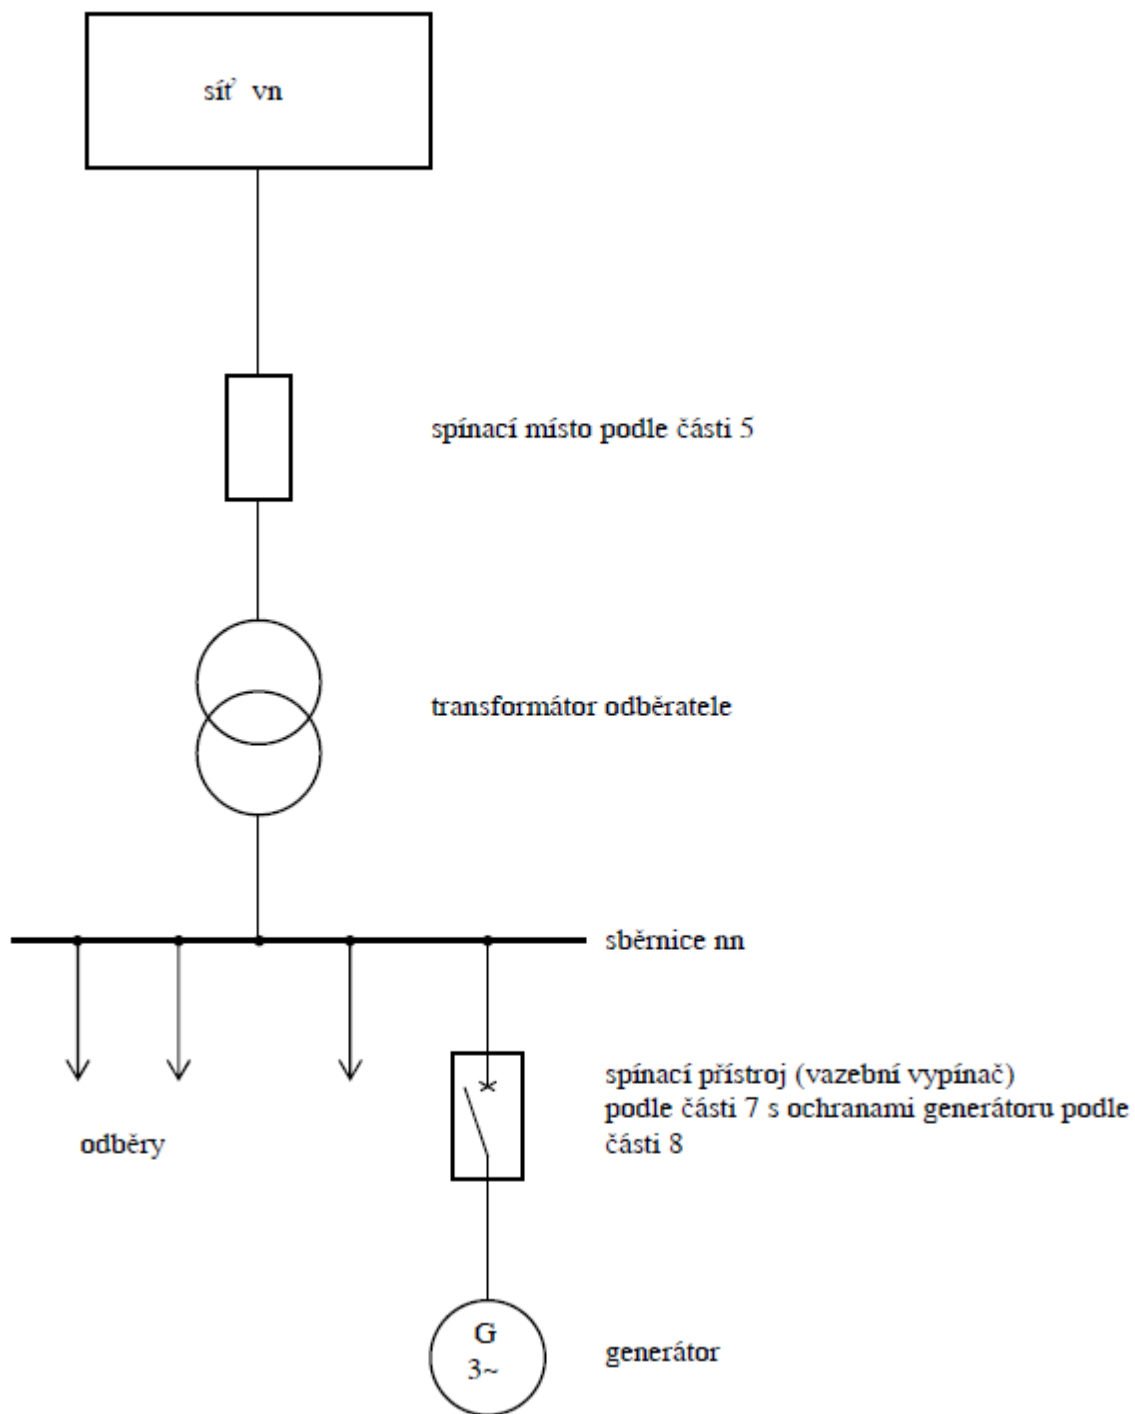 síť vn
spínací místo podle části 5
transformátor odběratele
sběrnice nn
spínací přístroj (vazební vypínač)
podle části 7 s ochranami generátoru podle
části 8
odběry
G
3~
generátor